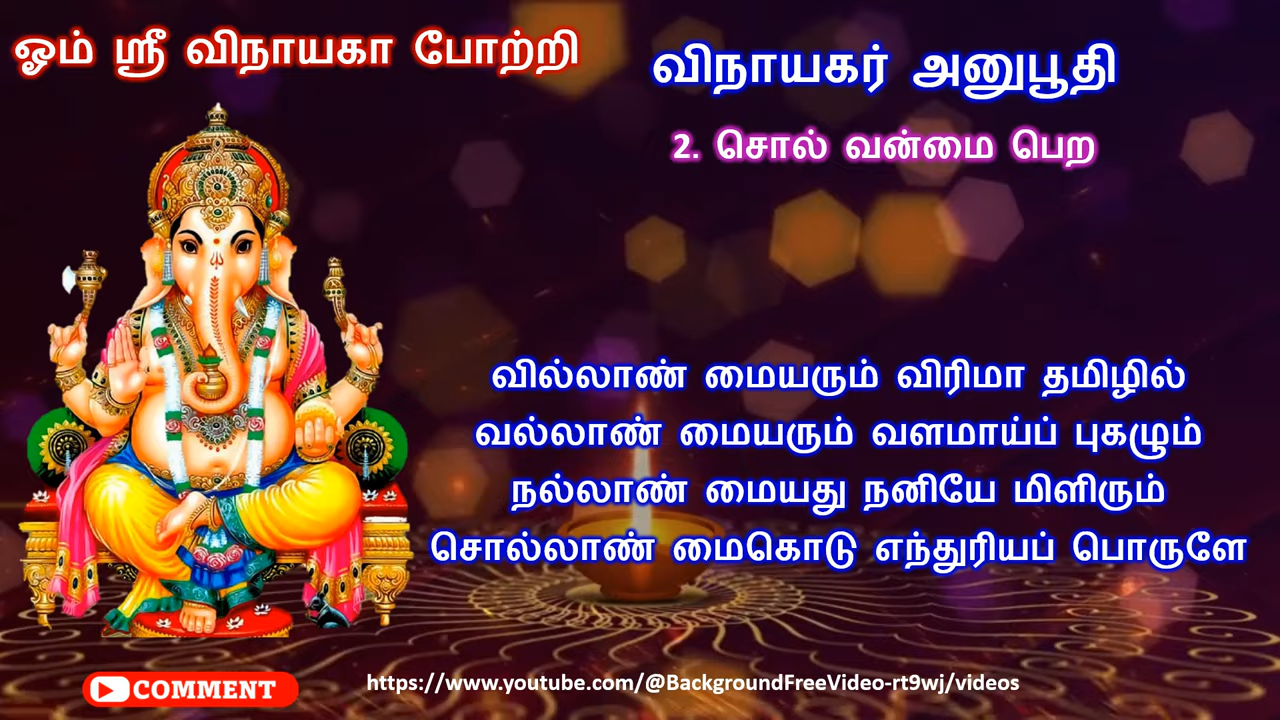 ஓம் ஸ்ரீ விநாயகா போற்றி
விநாயகர் அனுபூதி
2. சொல் வன்மை பெற
வில்லாண் மையரும் விரிமா தமிழில்
வல்லாண் மையரும் வளமாய்ப் புகழும்
நல்லாண் மையது நனியே மிளிரும்
சொல்லாண் மைகொடு எந்துரியப் பொருளே
COMMENT
https://www.youtube.com/@BackgroundFreeVideo-rt9wj/videos